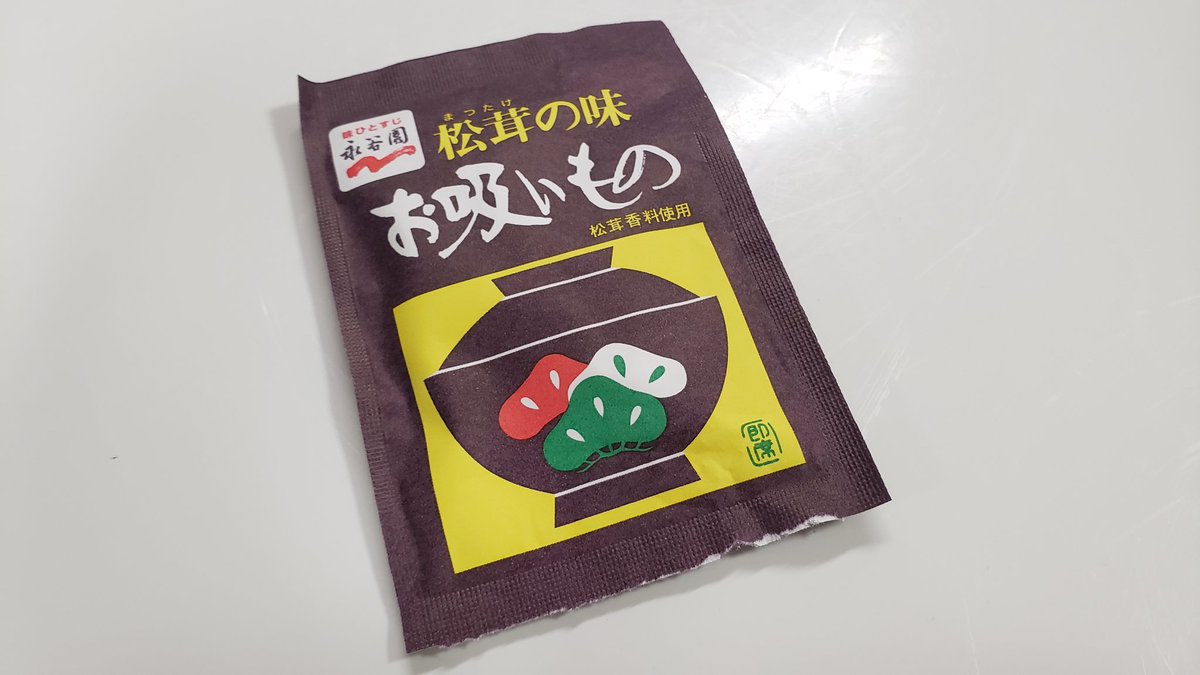 味ひとすじ
永谷園
まつたけ
松茸の味
お吸いもの
松茸香料使用
即席